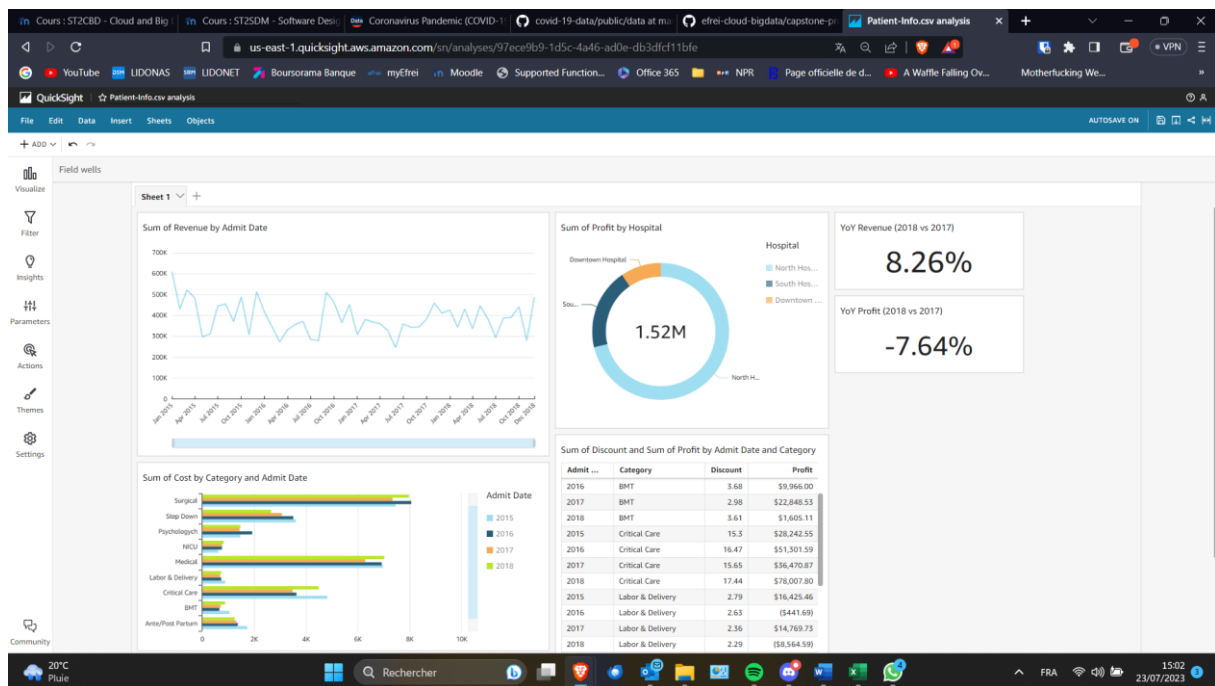 Cours : ST2CBD - Cloud and Big
Cours : ST2SDM - Software Desig
Coronavirus Pandemic (COVID-1
covid-19-data/public/data at ma
efrei-cloud-bigdata/capstone-pr
Patient-Info.csv analysis
us-east-1.quicksight.aws.amazon.com/sn/analyses/97ece9b9-1d5c-4a46-ad0e-db3dfcf11bfe
VPN
YouTube
LIDONAS
LIDONET
Boursorama Banque
myEfrei
Moodle
Supported Function...
Office 365
NPR
Page officielle de d...
A Waffle Falling Ov...
Motherfucking We...
QuickSight
Patient-Info.csv analysis
File Edit Data Insert Sheets Objects
AUTOSAVE ON
ADD
Field wells
Visualize
Filter
Insights
Parameters
Actions
Themes
Settings
Community
Sheet 1
Sum of Revenue by Admit Date
700K
600K
500K
400K
300K
200K
100K
0
Jan 2015 Apr 2015 Jul 2015 Oct 2015 Jan 2016 Apr 2016 Jul 2016 Oct 2016 Jan 2017 Apr 2017 Jul 2017 Oct 2017 Jan 2018 Apr 2018 Jul 2018 Oct 2018 Dec 2018
Sum of Profit by Hospital
Downtown Hospital
Sou...
1.52M
North H...
Hospital
North Hos...
South Hos...
Downtown ...
YoY Revenue (2018 vs 2017)
8.26%
YoY Profit (2018 vs 2017)
-7.64%
Sum of Cost by Category and Admit Date
Surgical
Step Down
Psychologych
NICU
Medical
Labor & Delivery
Critical Care
BMT
Ante/Post Partum
0 2K 4K 6K 8K 10K
Admit Date
2015
2016
2017
2018
Sum of Discount and Sum of Profit by Admit Date and Category
Admit ... Category Discount Profit
2016 BMT 3.68 $9,966.00
2017 BMT 2.98 $22,848.53
2018 BMT 3.61 $1,605.11
2015 Critical Care 15.3 $28,242.55
2016 Critical Care 16.47 $51,301.59
2017 Critical Care 15.65 $36,470.87
2018 Critical Care 17.44 $78,007.80
2015 Labor & Delivery 2.79 $16,425.46
2016 Labor & Delivery 2.63 ($441.69)
2017 Labor & Delivery 2.36 $14,769.73
2018 Labor & Delivery 2.29 ($8,564.59)
20°C
Pluie
Rechercher
FRA
15:02
23/07/2023